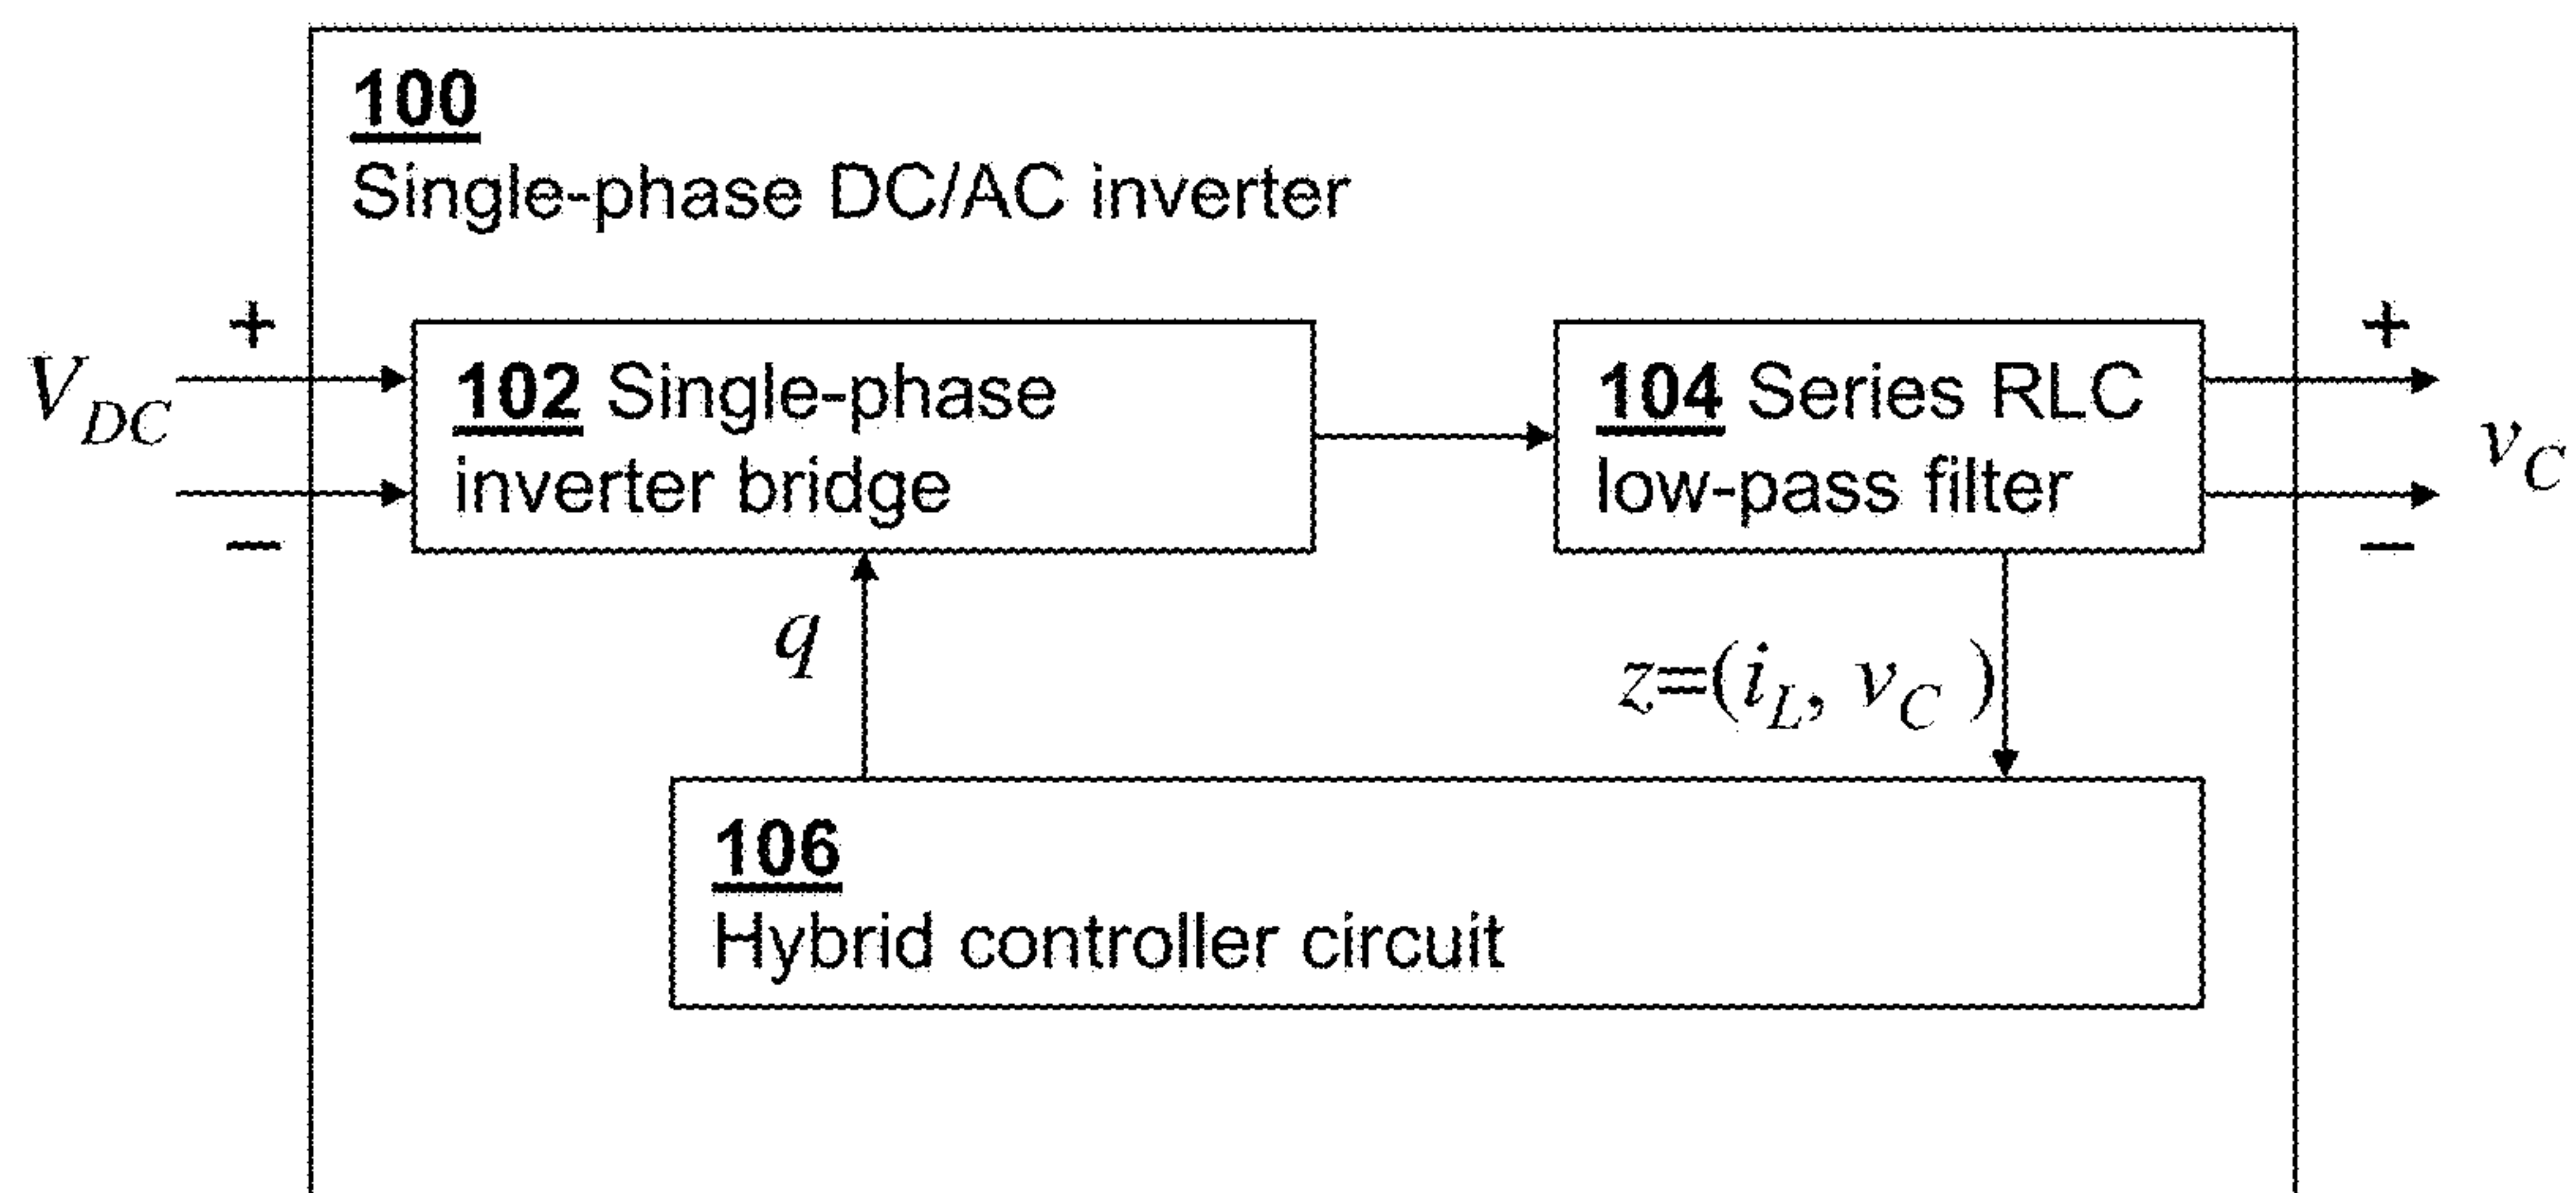 100
Single-phase DC/AC inverter
+
+
V_DC
102 Single-phase
inverter bridge
104 Series RLC
low-pass filter
v_C
−
−
q
z=(i_L, v_C )
106
Hybrid controller circuit